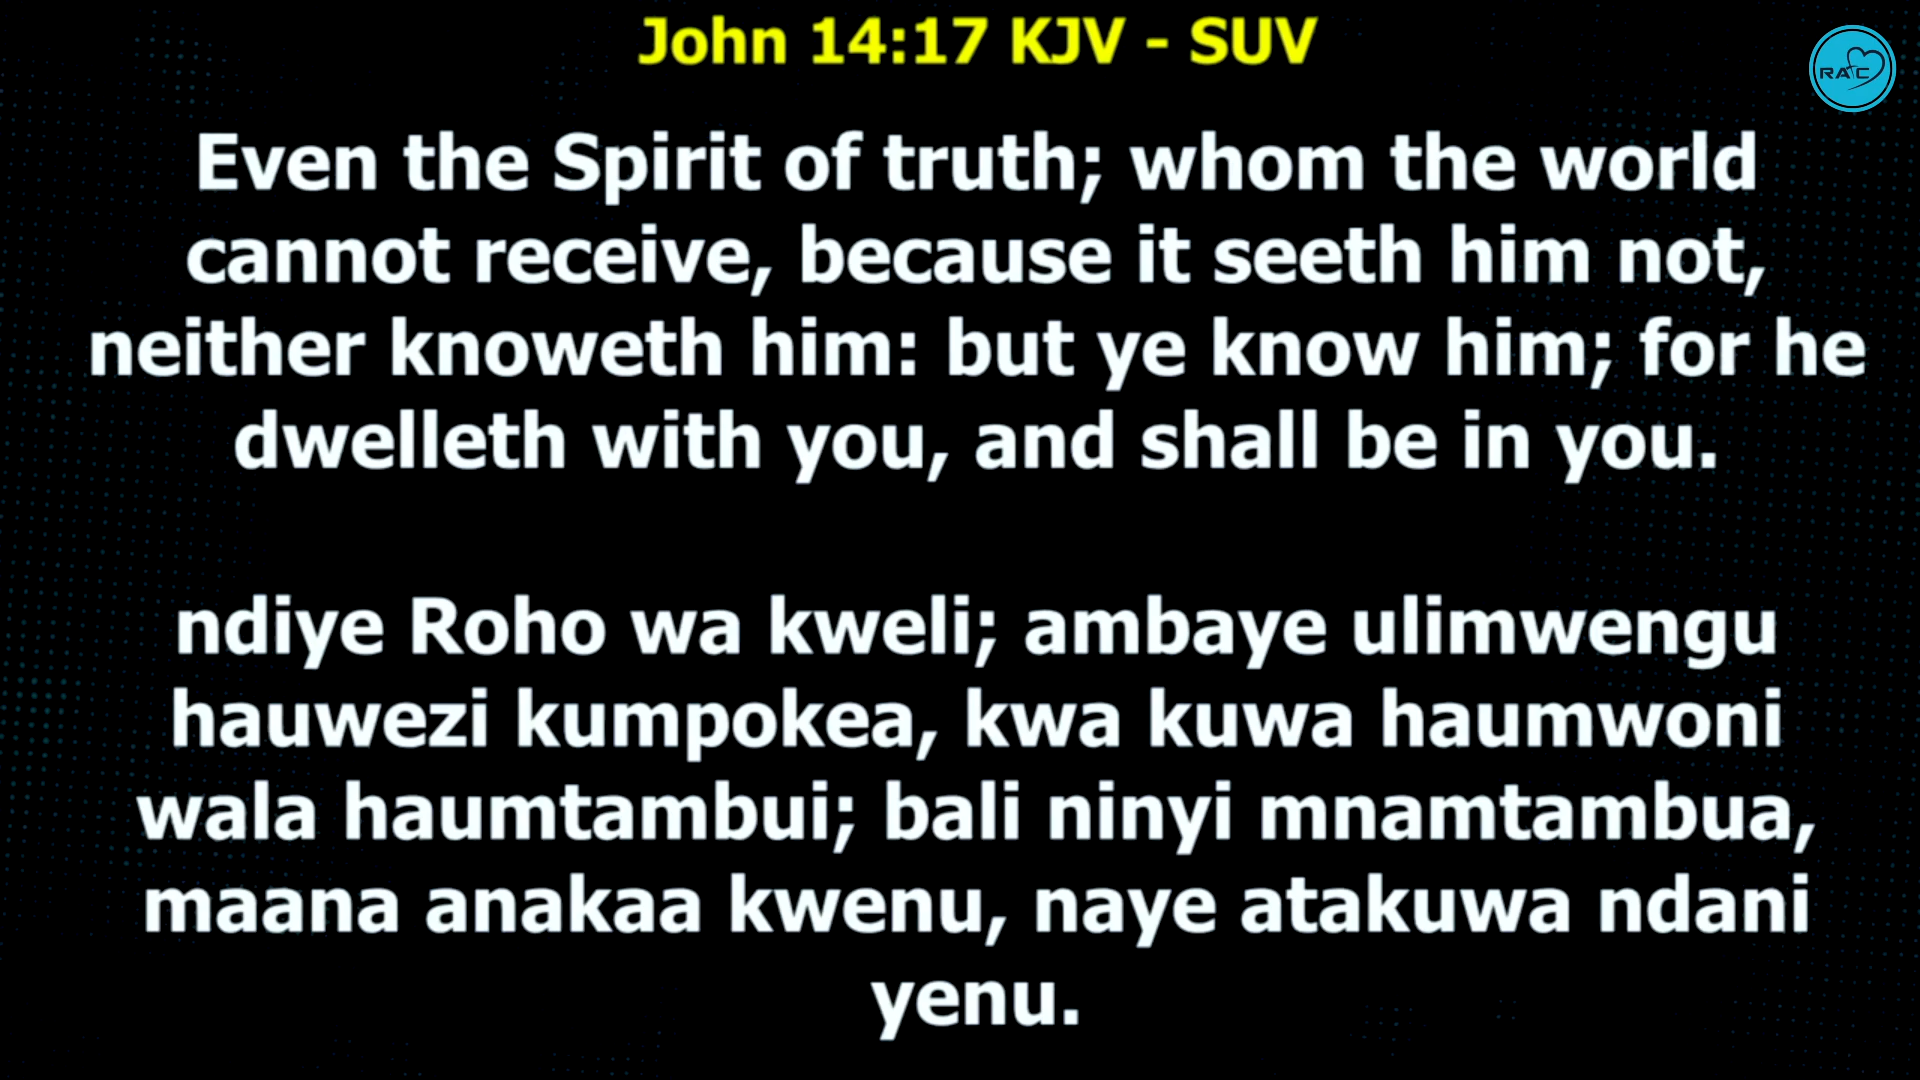 John 14:17 KJV - SUV
RATC
Even the Spirit of truth; whom the world
cannot receive, because it seeth him not,
neither knoweth him: but ye know him; for he
dwelleth with you, and shall be in you.
ndiye Roho wa kweli; ambaye ulimwengu
hauwezi kumpokea, kwa kuwa haumwoni
wala haumtambui; bali ninyi mnamtambua,
maana anakaa kwenu, naye atakuwa ndani
yenu.